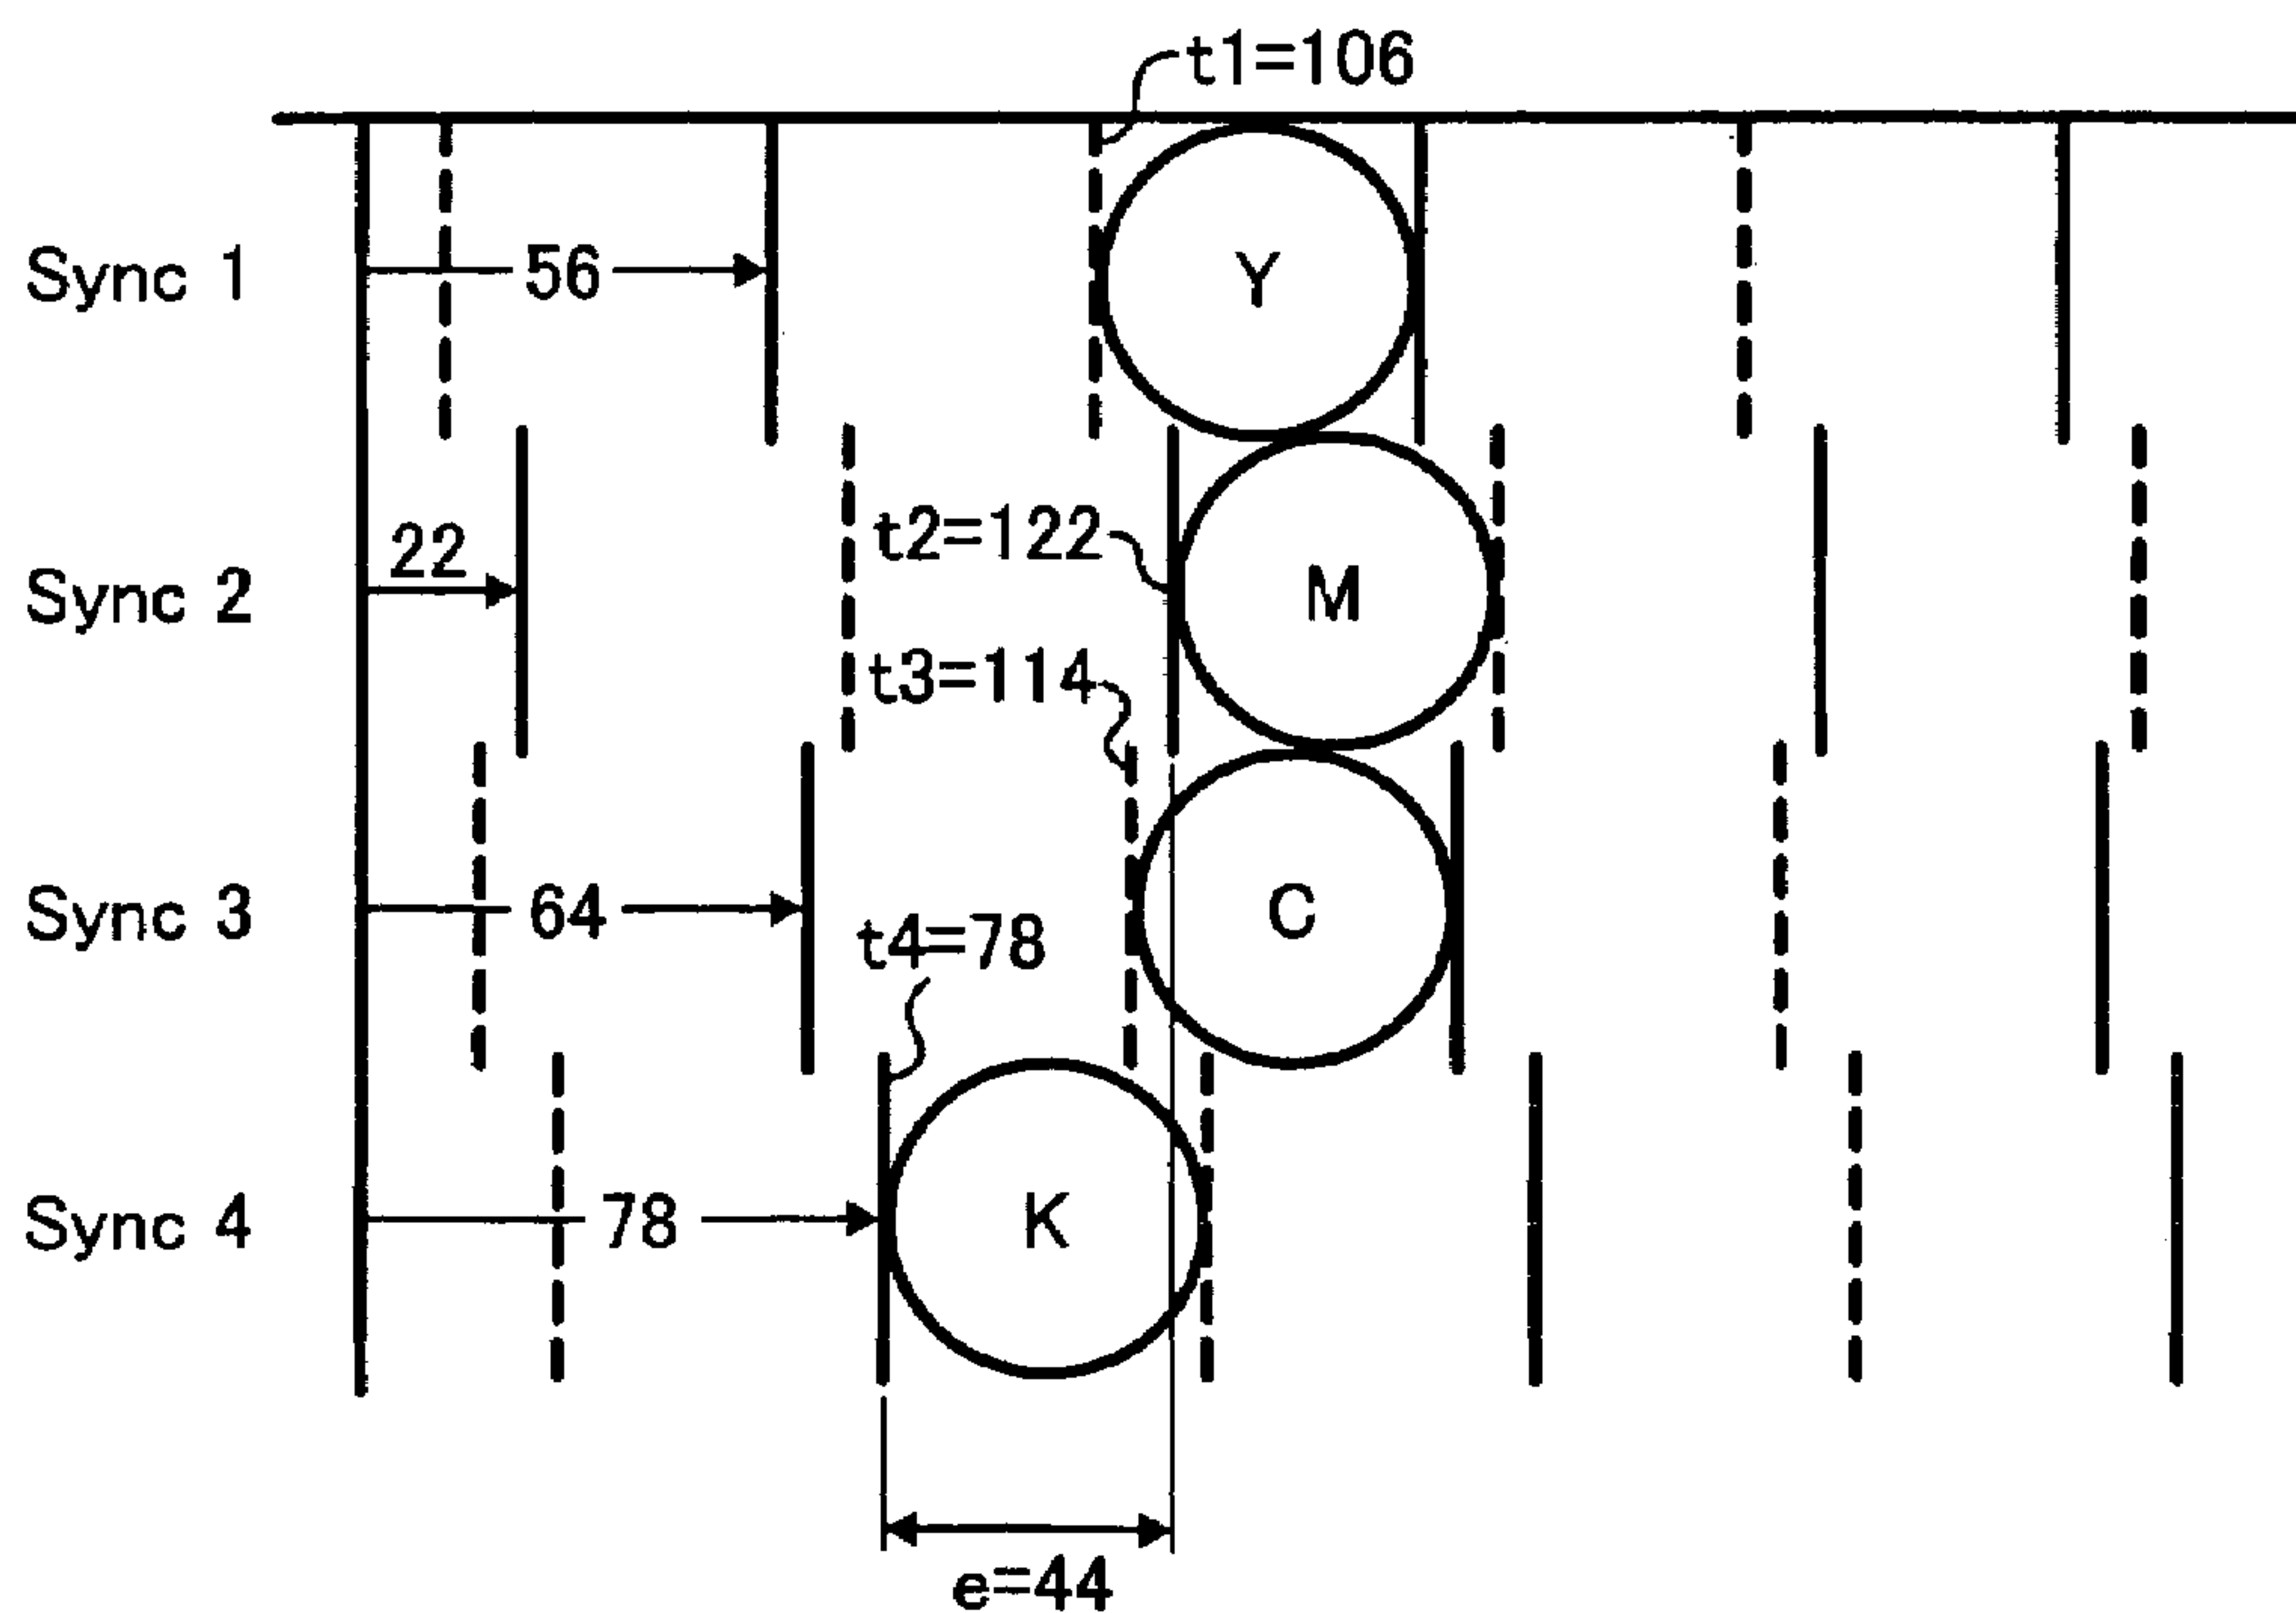 t1=106
Sync 1
56
Y
t2=122
22
Sync 2
M
t3=114
Sync 3
64
C
t4=78
Sync 4
78
K
e=44